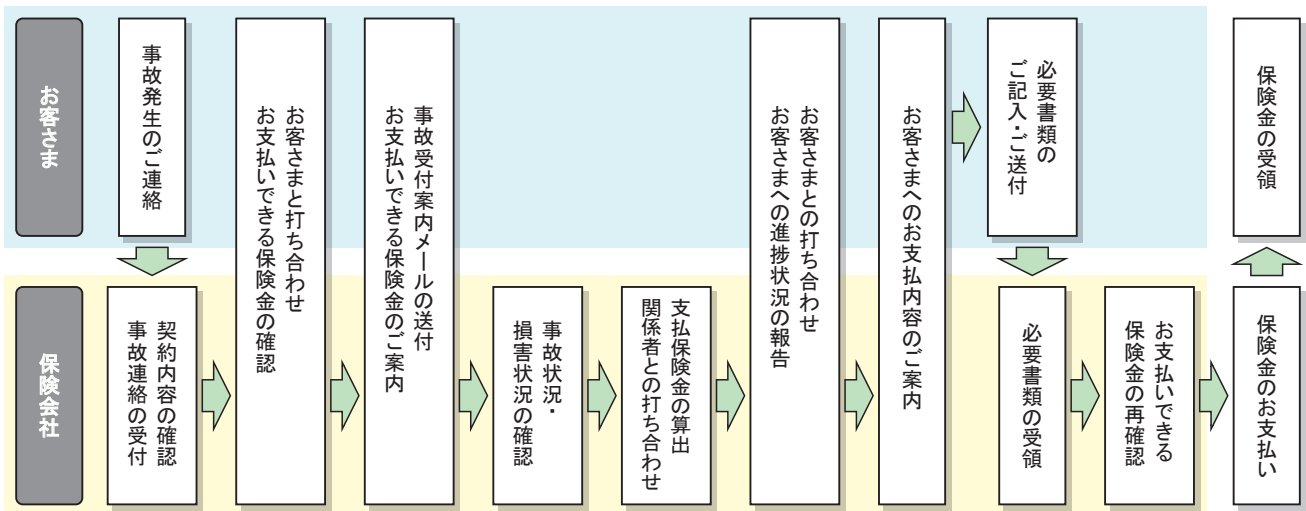 お客さま
保険会社
事故発生のご連絡
契約内容の確認
事故連絡の受付
お客さまと打ち合わせ
お支払いできる保険金の確認
事故受付案内メールの送付
お支払いできる保険金のご案内
事故状況・
損害状況の確認
支払保険金の算出
関係者との打ち合わせ
お客さまとの打ち合わせ
お客さまへの進捗状況の報告
お客さまへのお支払内容のご案内
必要書類の
ご記入・ご送付
必要書類の受領
お支払いできる
保険金の再確認
保険金のお支払い
保険金の受領